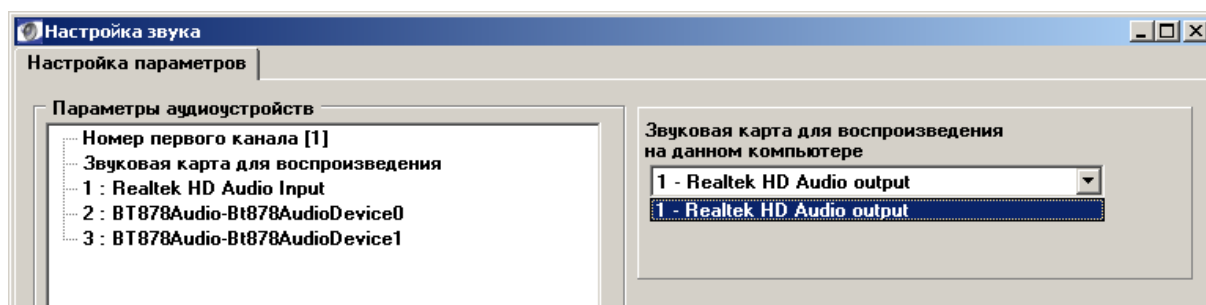 Настройка звука
Настройка параметров
Параметры аудиоустройств
Номер первого канала [1]
Звуковая карта для воспроизведения
1 : Realtek HD Audio Input
2 : BT878Audio-Bt878AudioDevice0
3 : BT878Audio-Bt878AudioDevice1
Звуковая карта для воспроизведения
на данном компьютере
1 - Realtek HD Audio output
1 - Realtek HD Audio output